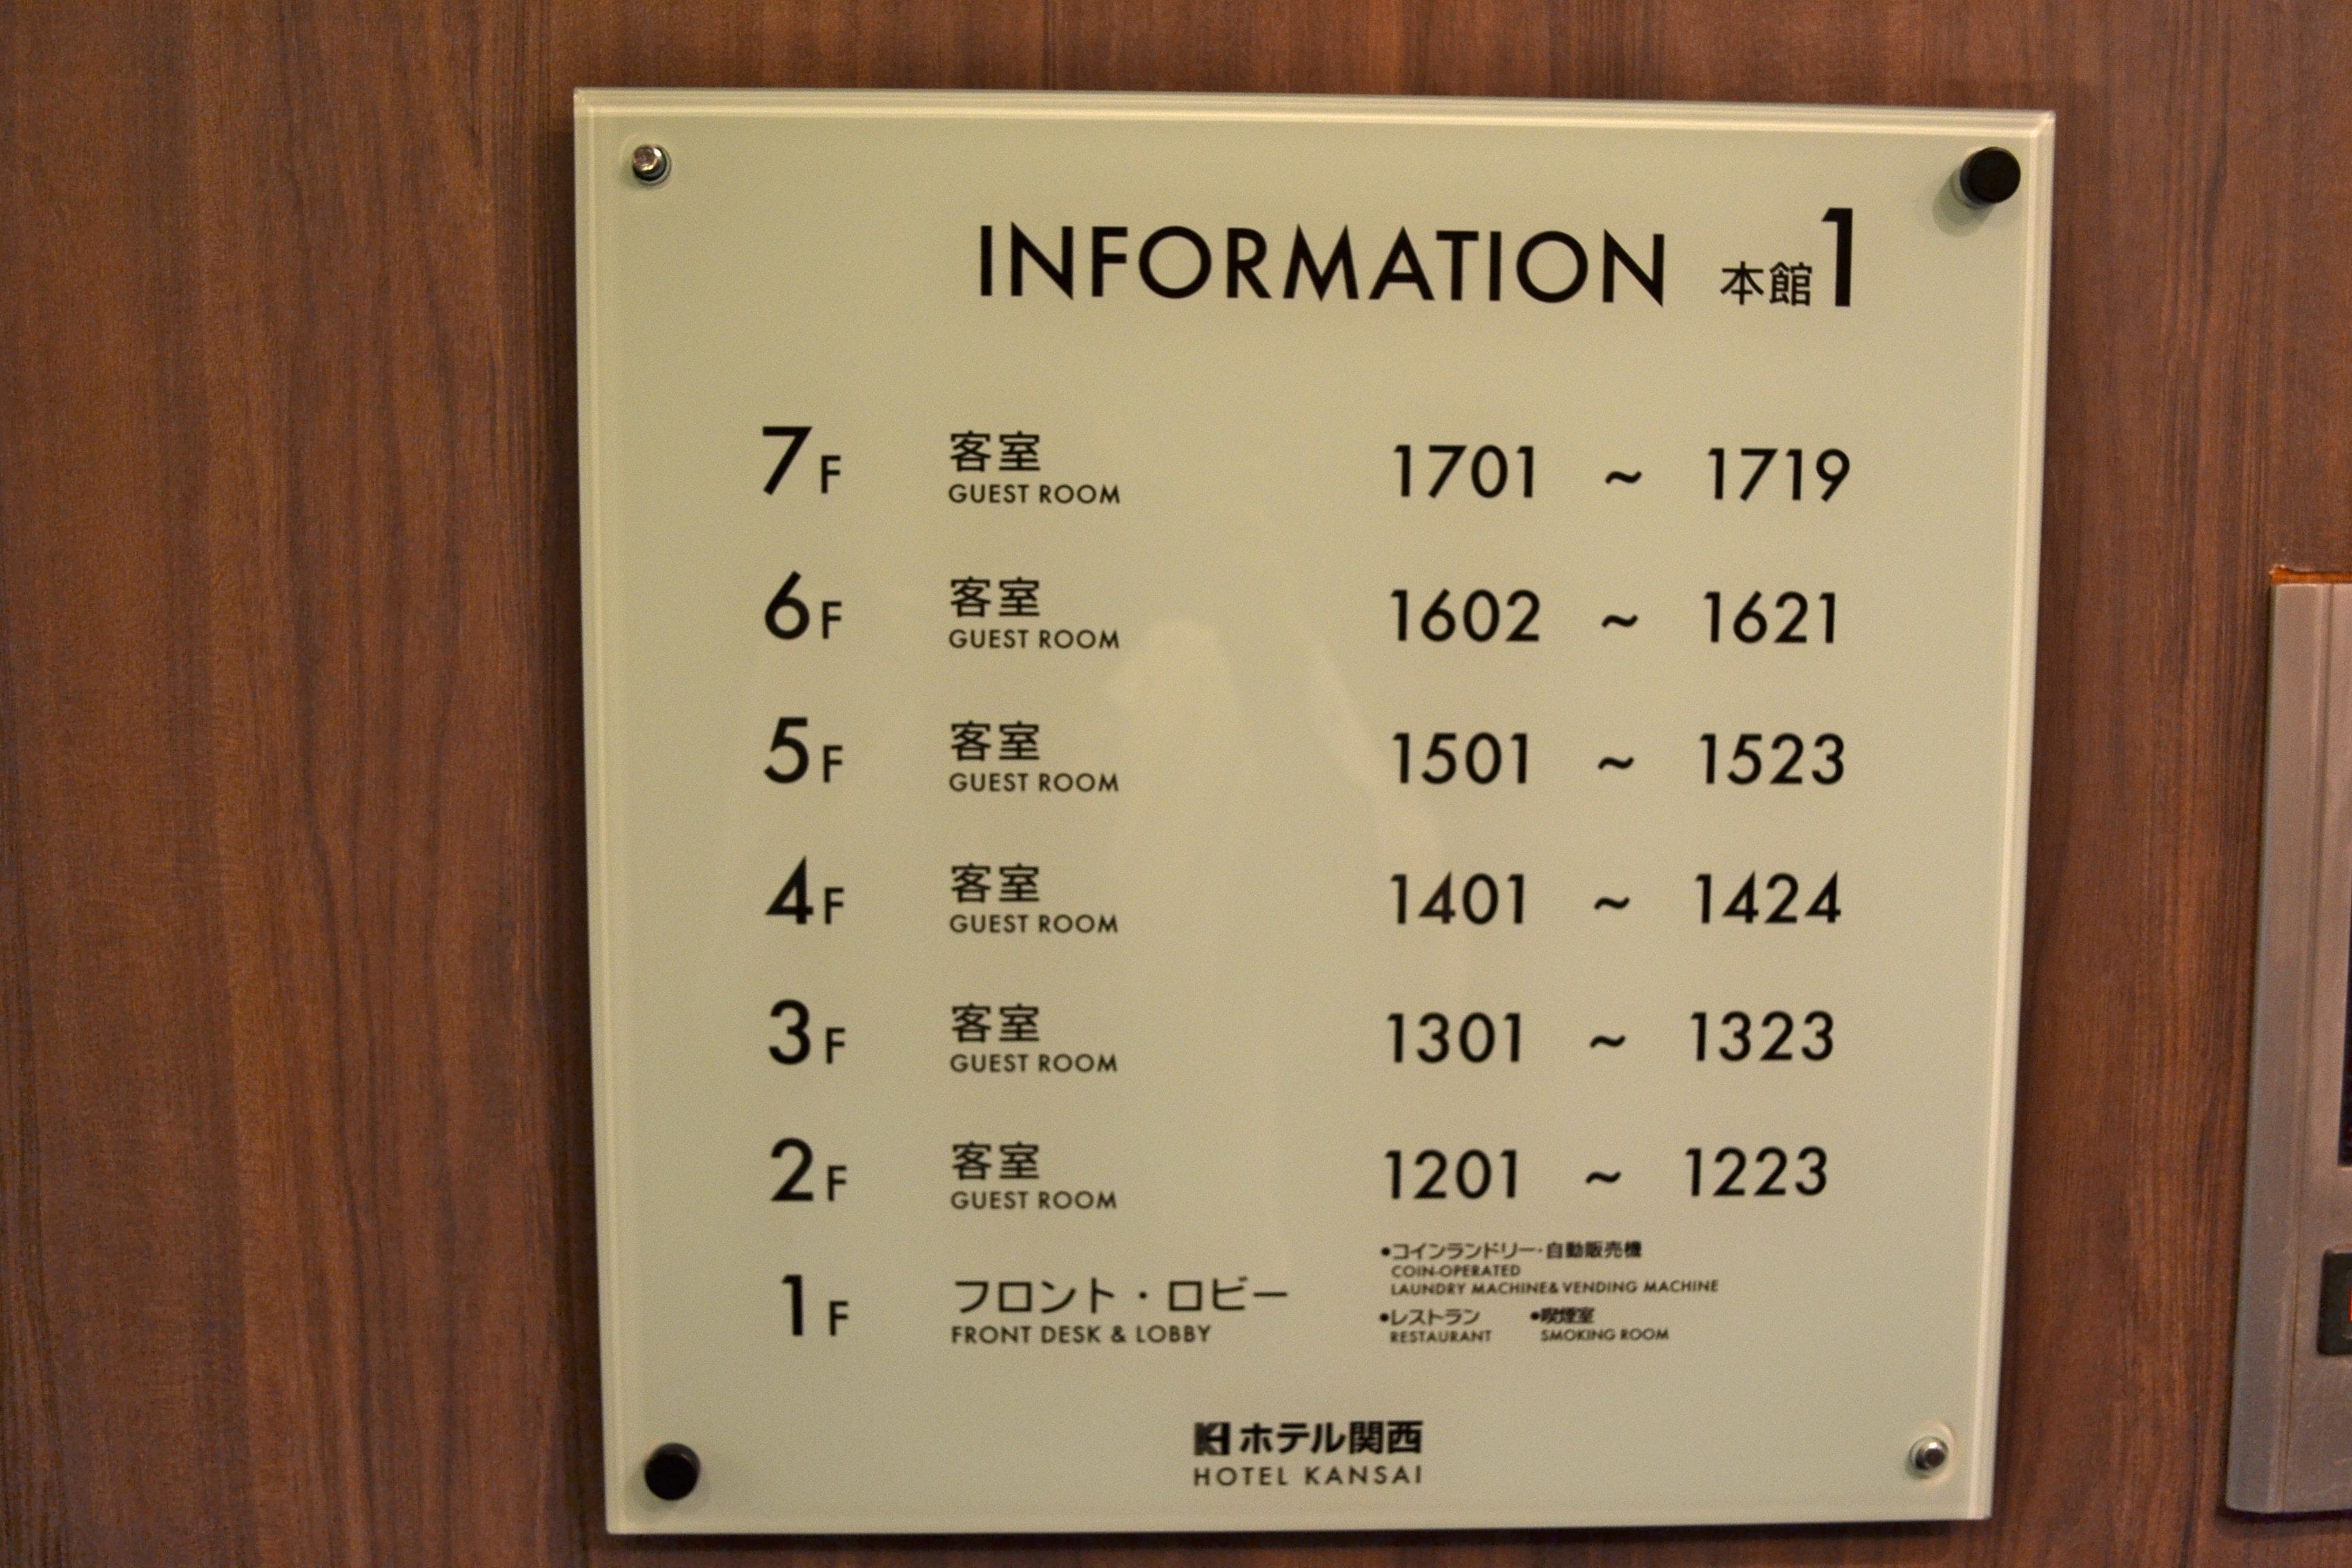 INFORMATION 本館1
7F 客室 1701 ~ 1719
GUEST ROOM
6F 客室 1602 ~ 1621
GUEST ROOM
5F 客室 1501 ~ 1523
GUEST ROOM
4F 客室 1401 ~ 1424
GUEST ROOM
3F 客室 1301 ~ 1323
GUEST ROOM
2F 客室 1201 ~ 1223
GUEST ROOM
1F フロント・ロビー
FRONT DESK & LOBBY
●コインランドリー・自動販売機
COIN-OPERATED
LAUNDRY MACHINE& VENDING MACHINE
●レストラン ●喫煙室
RESTAURANT SMOKING ROOM
KH ホテル関西
HOTEL KANSAI